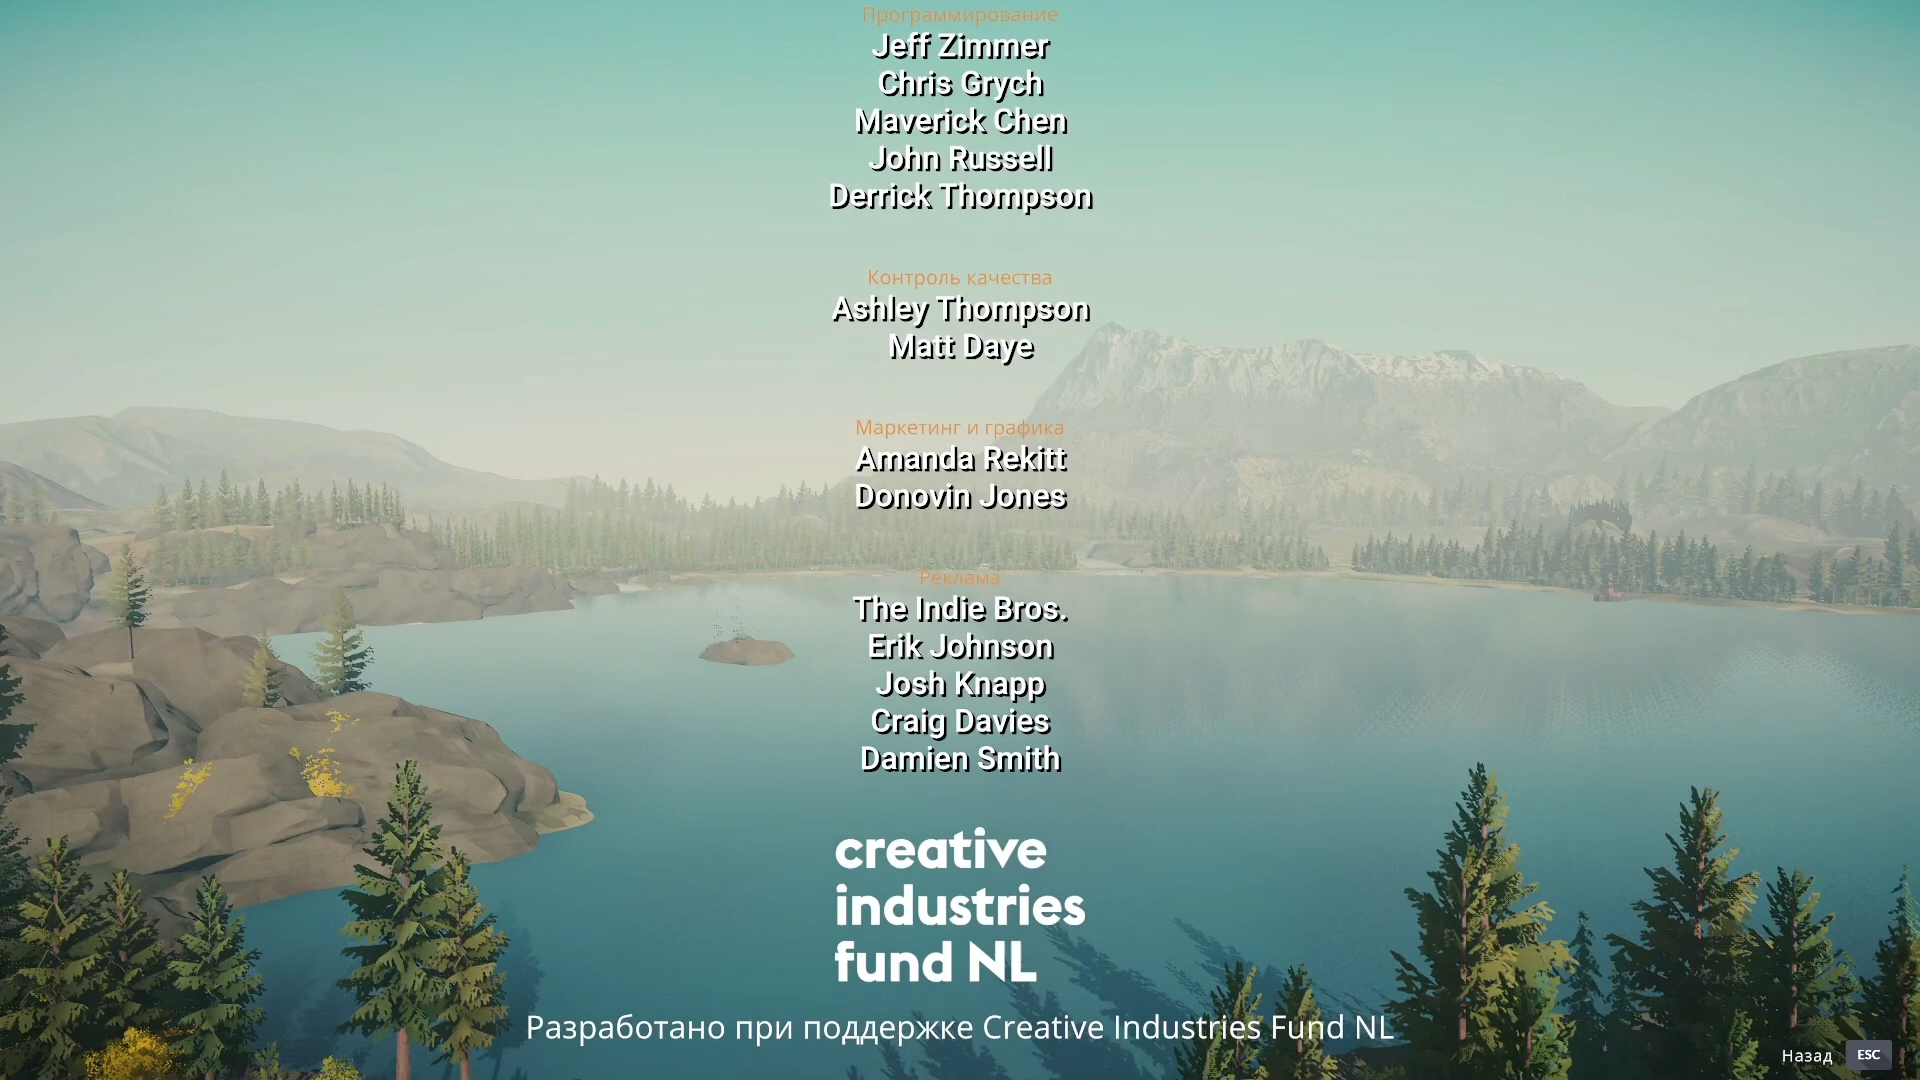 Программирование
Jeff Zimmer
Chris Grych
Maverick Chen
John Russell
Derrick Thompson
Контроль качества
Ashley Thompson
Matt Daye
Маркетинг и графика
Amanda Rekitt
Donovin Jones
Реклама
The Indie Bros.
Erik Johnson
Josh Knapp
Craig Davies
Damien Smith
creative
industries
fund NL
Разработано при поддержке Creative Industries Fund NL
Назад ESC